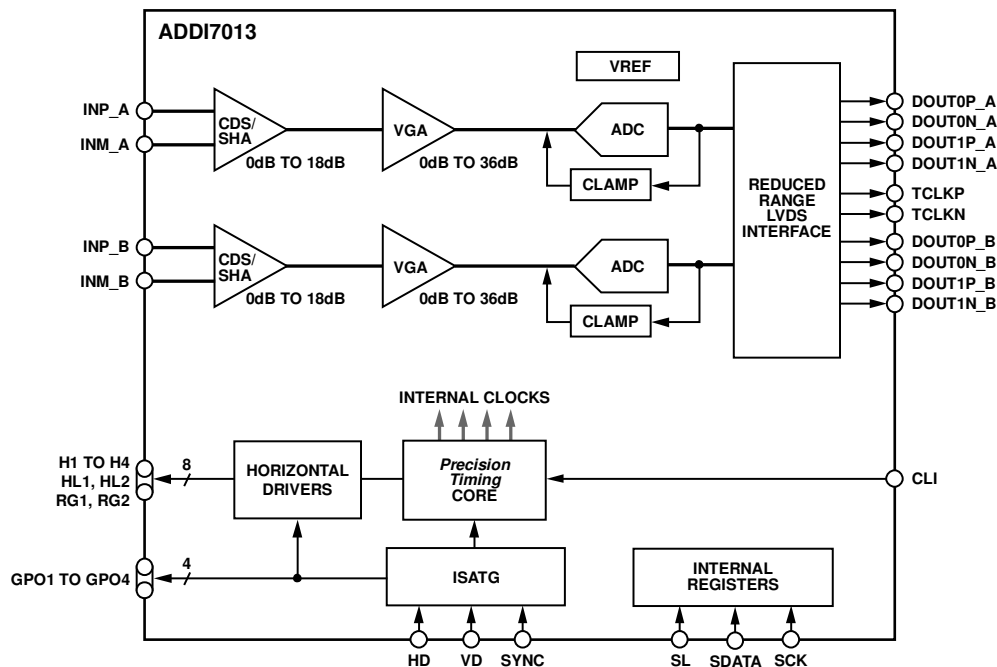 ADDI7013
VREF
INP_A
INM_A
CDS/
SHA
0dB TO 18dB
VGA
0dB TO 36dB
ADC
CLAMP
INP_B
INM_B
CDS/
SHA
0dB TO 18dB
VGA
0dB TO 36dB
ADC
CLAMP
REDUCED
RANGE
LVDS
INTERFACE
DOUT0P_A
DOUT0N_A
DOUT1P_A
DOUT1N_A
TCLKP
TCLKN
DOUT0P_B
DOUT0N_B
DOUT1P_B
DOUT1N_B
INTERNAL CLOCKS
H1 TO H4
HL1, HL2
RG1, RG2
8
HORIZONTAL
DRIVERS
Precision
Timing
CORE
CLI
GPO1 TO GPO4
4
ISATG
INTERNAL
REGISTERS
HD
VD
SYNC
SL
SDATA
SCK